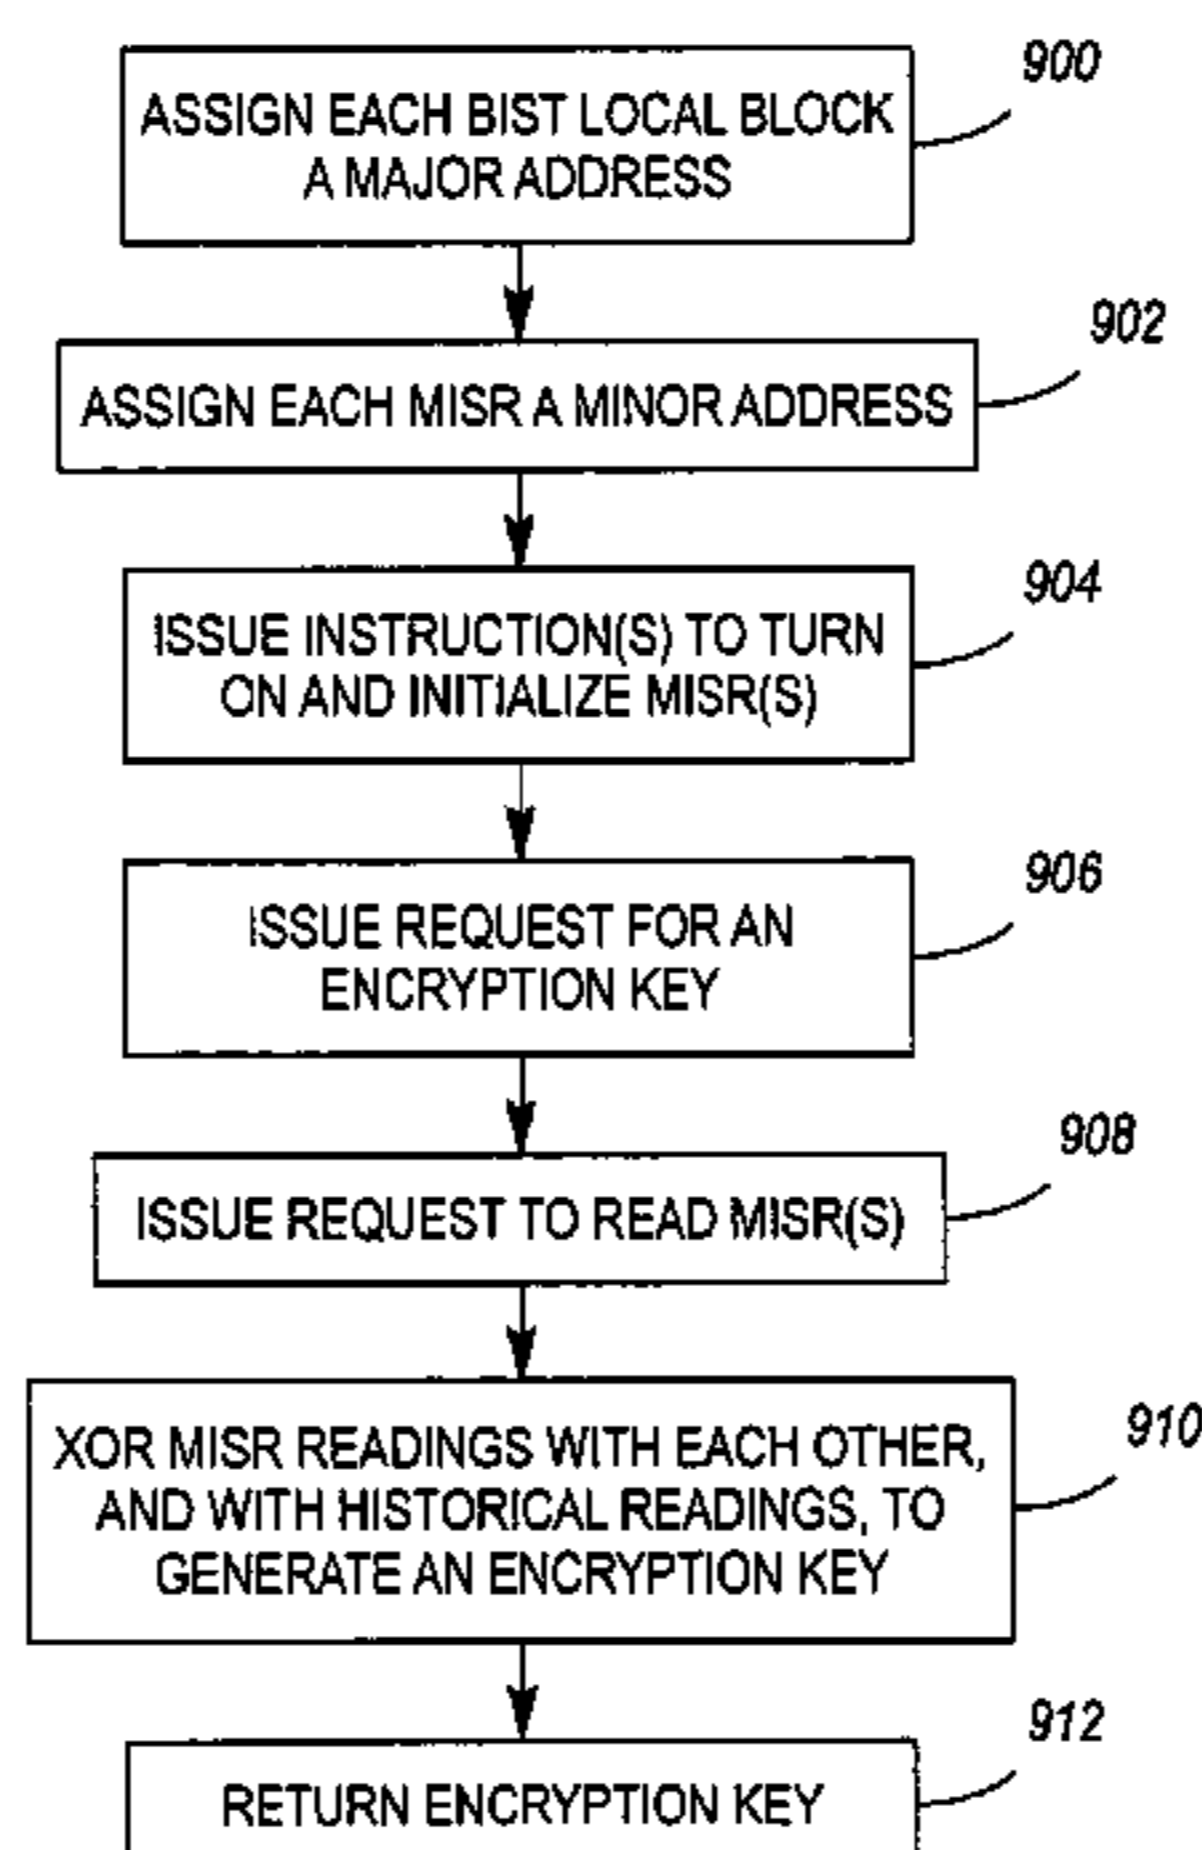 900
ASSIGN EACH BIST LOCAL BLOCK
A MAJOR ADDRESS
902
ASSIGN EACH MISR A MINOR ADDRESS
904
ISSUE INSTRUCTION(S) TO TURN
ON AND INITIALIZE MISR(S)
906
ISSUE REQUEST FOR AN
ENCRYPTION KEY
908
ISSUE REQUEST TO READ MISR(S)
910
XOR MISR READINGS WITH EACH OTHER,
AND WITH HISTORICAL READINGS, TO
GENERATE AN ENCRYPTION KEY
912
RETURN ENCRYPTION KEY